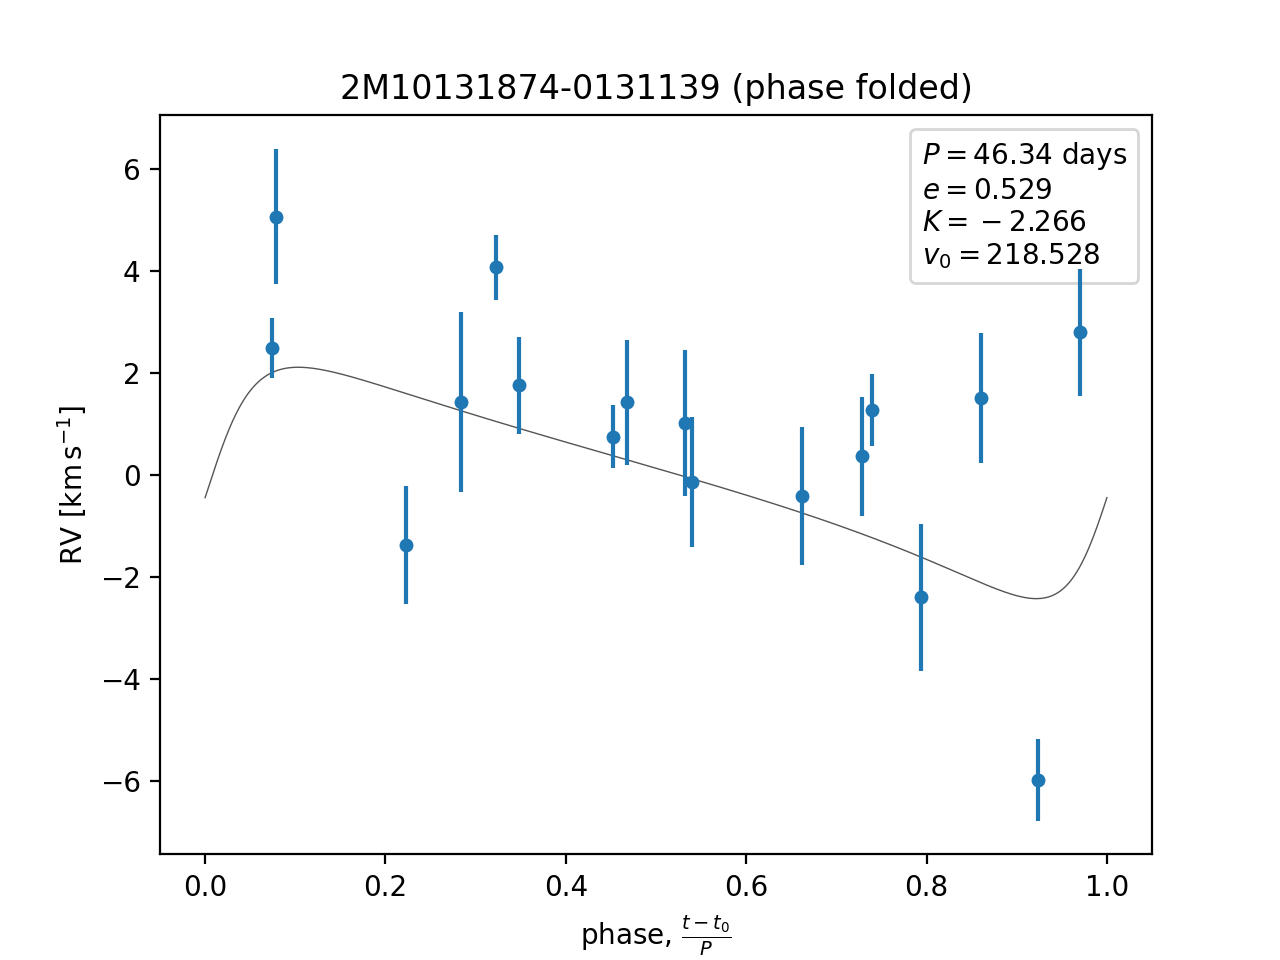 2M10131874-0131139 (phase folded)
P = 46.34 days
e = 0.529
K = −2.266
v₀ = 218.528
RV [km s⁻¹]
6
4
2
0
−2
−4
−6
0.0 0.2 0.4 0.6 0.8 1.0
phase, (t − t₀)/P